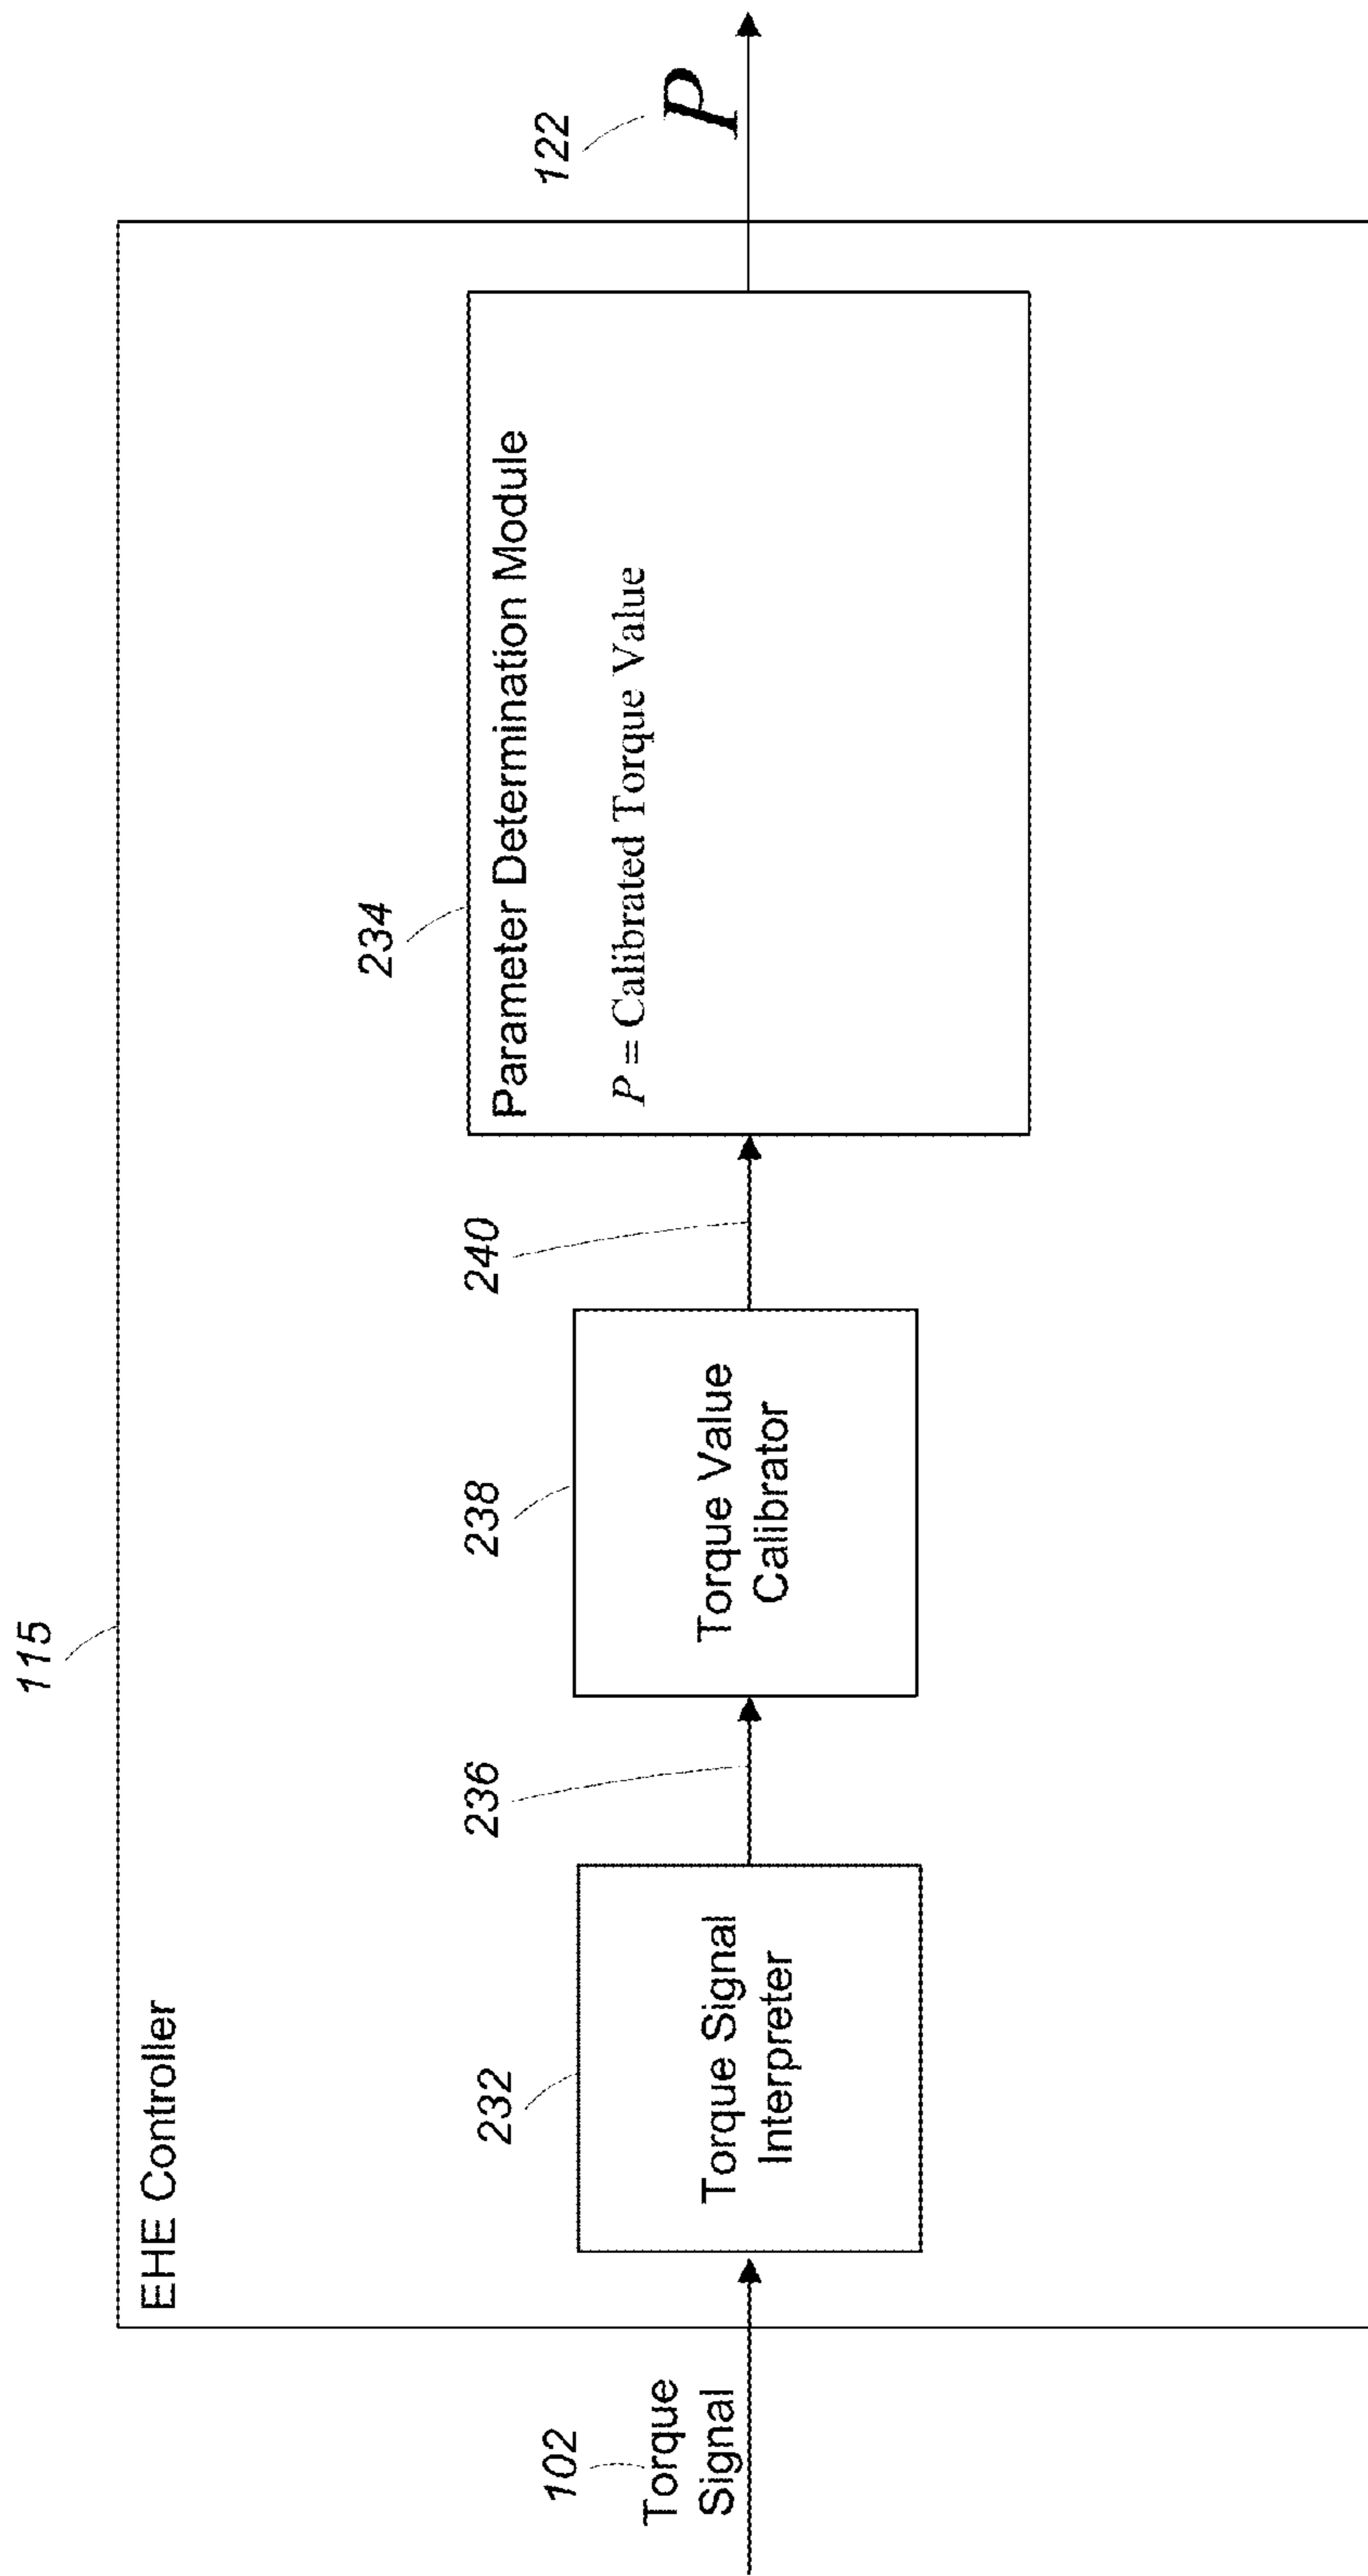 115
EHE Controller
122
P
234
Parameter Determination Module
P = Calibrated Torque Value
102
Torque
Signal
232
Torque Signal
Interpreter
236
238
Torque Value
Calibrator
240